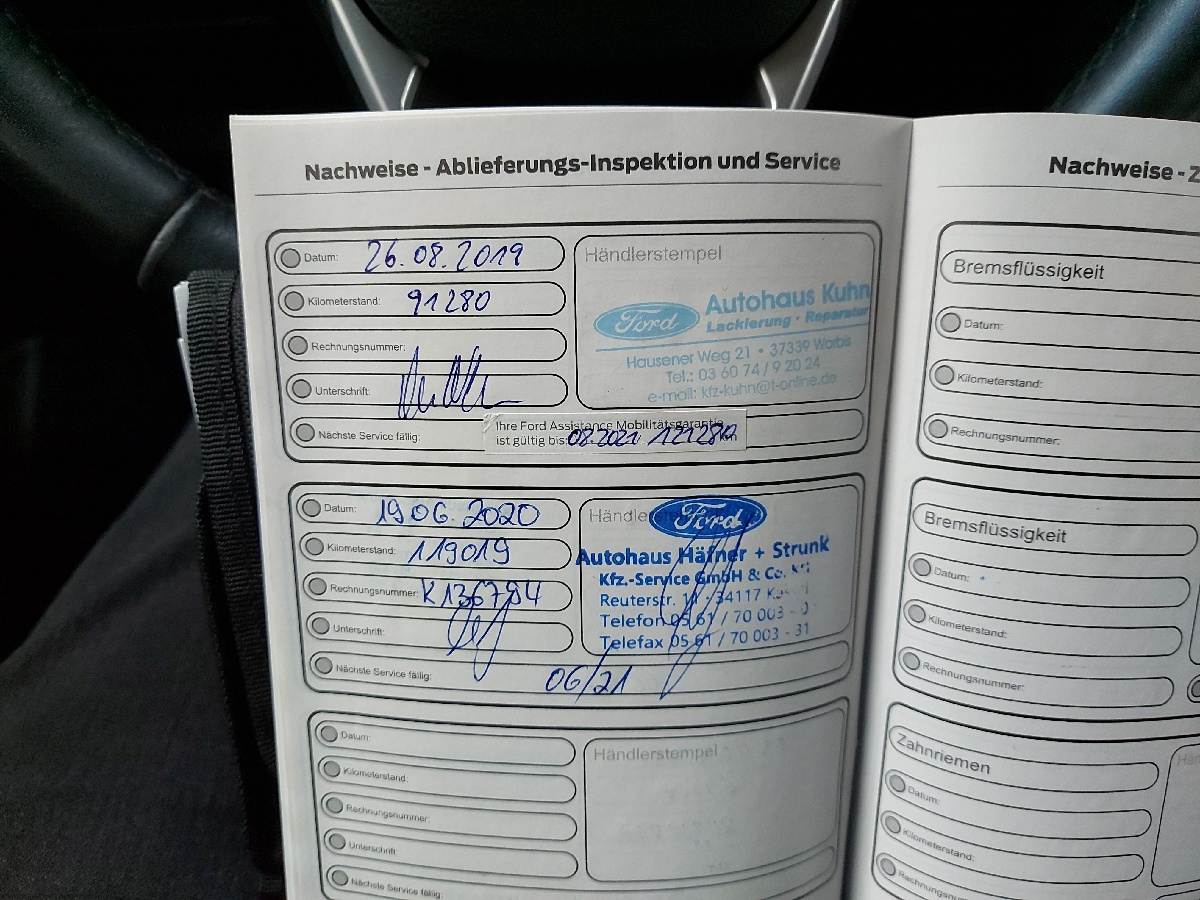 Nachweise - Ablieferungs-Inspektion und Service
Datum: 26.08.2019
Kilometerstand: 91280
Rechnungsnummer:
Unterschrift:
Nächste Service fällig:
Ihre Ford Assistance Mobilitätsgarantie
ist gültig bis: 08.2021 / 121280 km
Händlerstempel
Ford
Autohaus Kuhn
Lackierung · Reparatur
Hausener Weg 21 • 37339 Worbis
Tel.: 03 60 74 / 9 20 24
e-mail: kfz-kuhn@t-online.de
Datum: 19 06. 2020
Kilometerstand: 119019
Rechnungsnummer: K136784
Unterschrift:
Nächste Service fällig: 06/21
Ford
Autohaus Häfner + Strunk
Kfz.-Service GmbH & Co.
Reuterstr. 34117
Telefon 05 61 / 70 003 - 0
Telefax 05 61 / 70 003 - 31
Datum:
Kilometerstand:
Rechnungsnummer:
Unterschrift:
Nächste Service fällig:
Händlerstempel
Nachweise - Z
Bremsflüssigkeit
Datum:
Kilometerstand:
Rechnungsnummer:
Bremsflüssigkeit
Datum:
Kilometerstand:
Rechnungsnummer:
Zahnriemen
Datum:
Kilometerstand:
Rechnungsnu